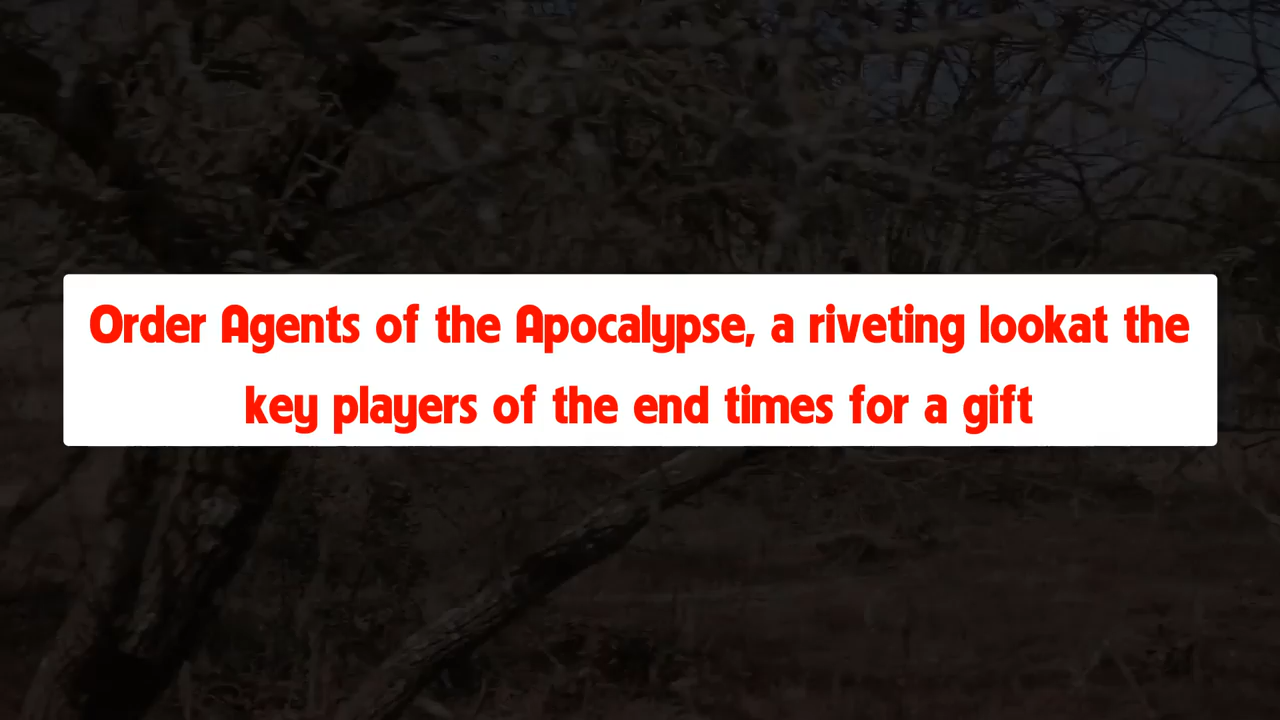 Order Agents of the Apocalypse, a riveting lookat the
key players of the end times for a gift